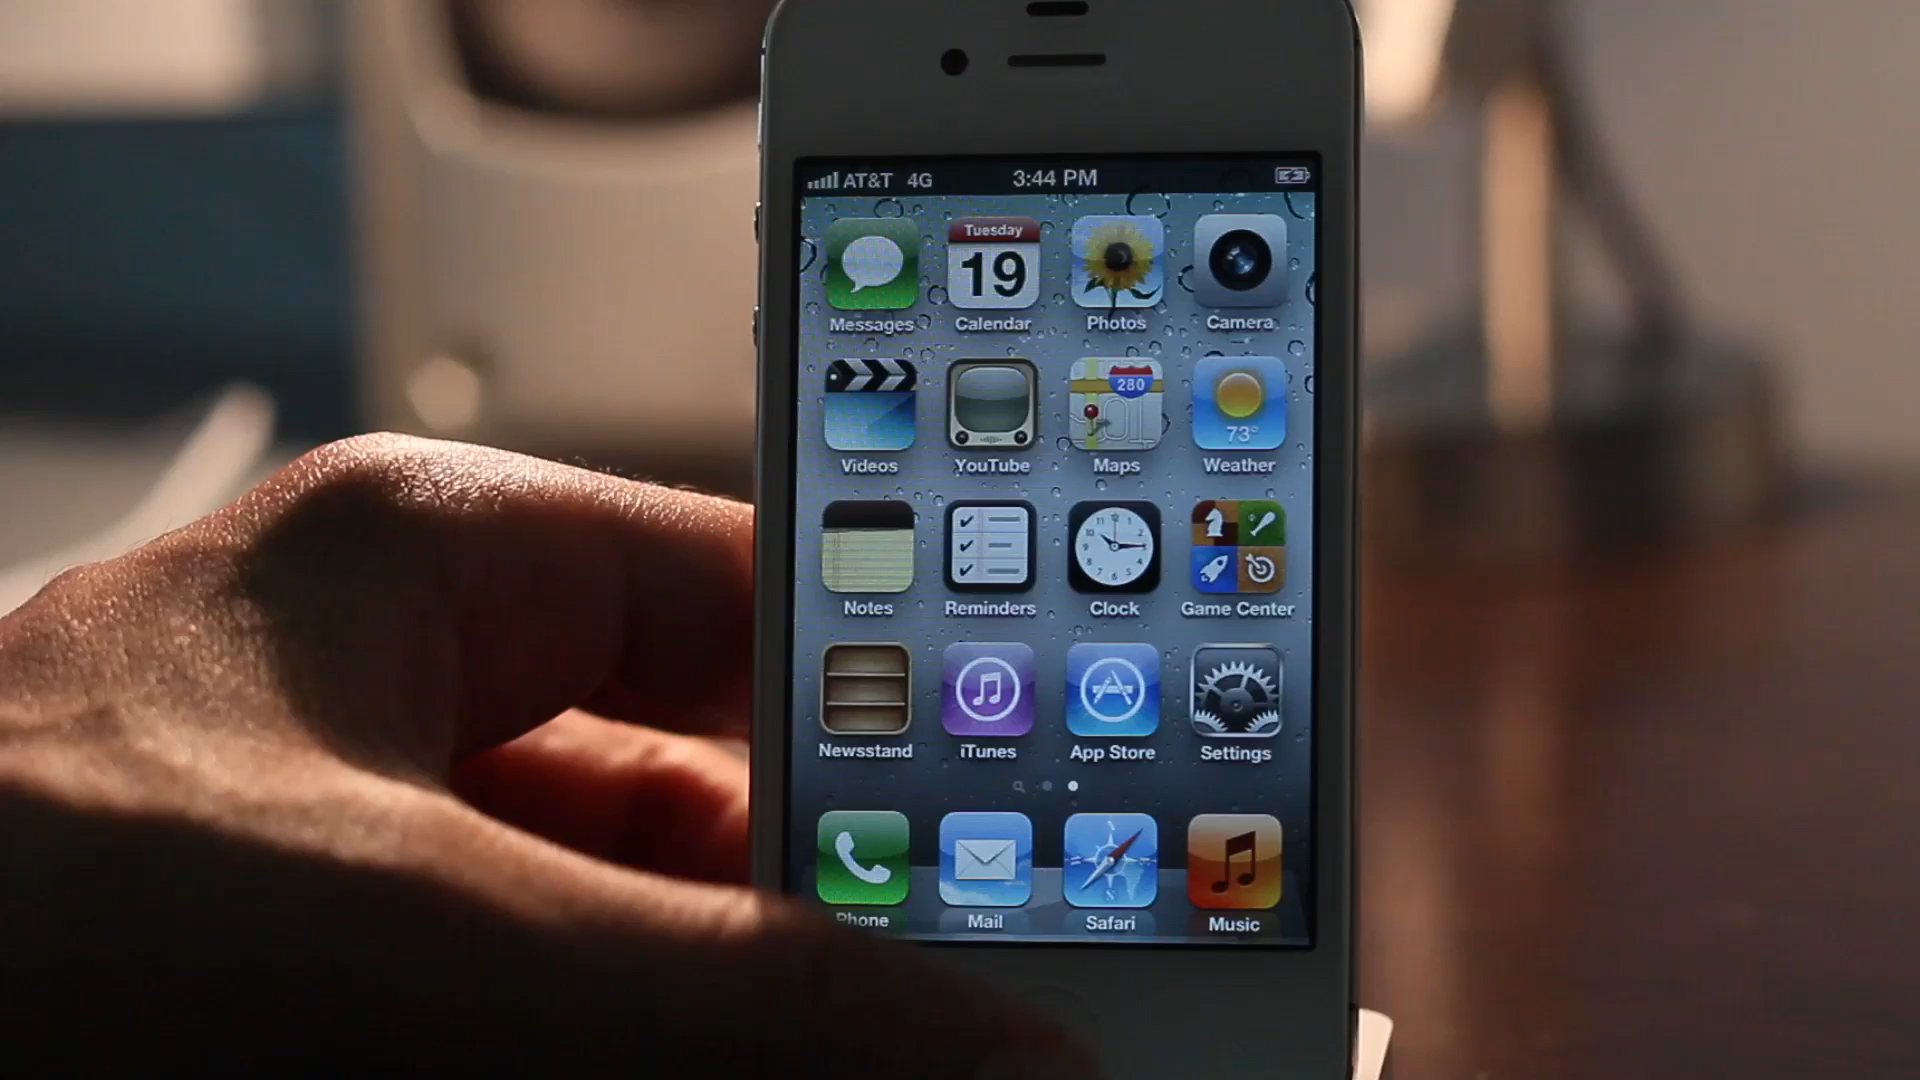 AT&T 4G 3:44 PM
Tuesday
19
Messages Calendar Photos Camera
280
73°
Videos YouTube Maps Weather
Notes Reminders Clock Game Center
Newsstand iTunes App Store Settings
Phone Mail Safari Music